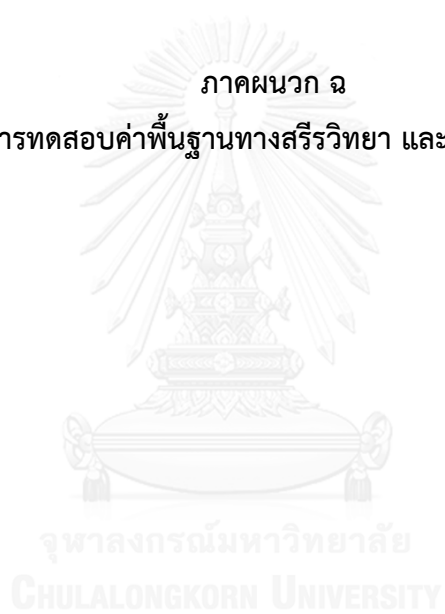 ภาคผนวก ฉ
ารทดสอบค่าพื้นฐานทางสรีรวิทยา และ
จุฬาลงกรณ์มหาวิทยาลัย
CHULALONGKORN UNIVERSITY